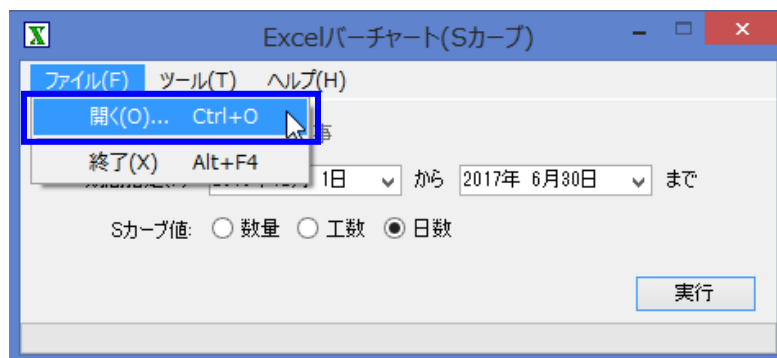 Excelバーチャート(Sカーブ)
ファイル(F) ツール(T) ヘルプ(H)
開く(O)... Ctrl+O
事
終了(X) Alt+F4
1日 から 2017年 6月30日 まで
Sカーブ値: 数量 工数 日数
実行